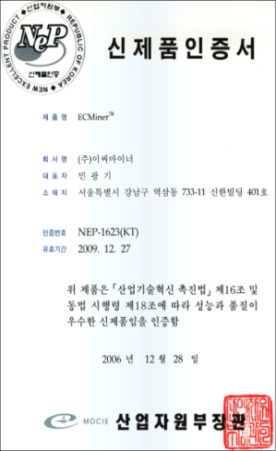 산업자원부
NEW EXCELLENT PRODUCT
REPUBLIC OF KOREA
NeP
신제품인증
신제품인증서
제 품 명 ECMiner™
회 사 명 (주)이씨마이너
대 표 자 민 광 기
소 재 지 서울특별시 강남구 역삼동 733-11 신한빌딩 401호
인증번호 NEP-1623(KT)
유효기간 2009. 12. 27
위 제품은 「산업기술혁신 촉진법」 제16조 및
동법 시행령 제18조에 따라 성능과 품질이
우수한 신제품임을 인증함
2006 년 12 월 28 일
MOCIE 산업자원부장관